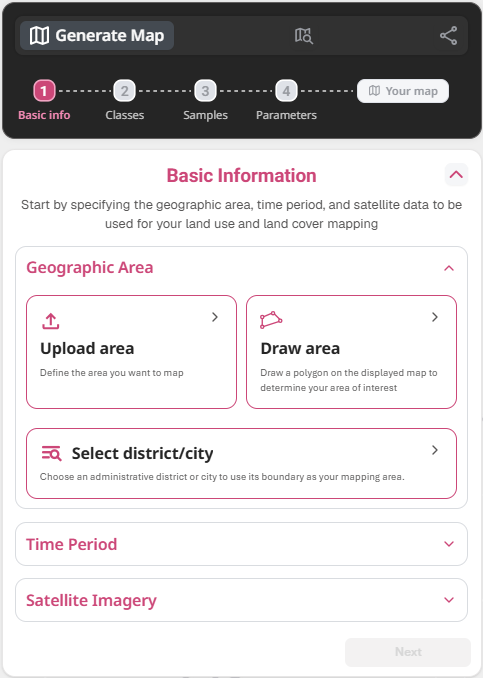 Generate Map
1
2
3
4
Your map
Basic info
Classes
Samples
Parameters
Basic Information
Start by specifying the geographic area, time period, and satellite data to be
used for your land use and land cover mapping
Geographic Area
Upload area
Define the area you want to map
Draw area
Draw a polygon on the displayed map to
determine your area of interest
Select district/city
Choose an administrative district or city to use its boundary as your mapping area.
Time Period
Satellite Imagery
Next